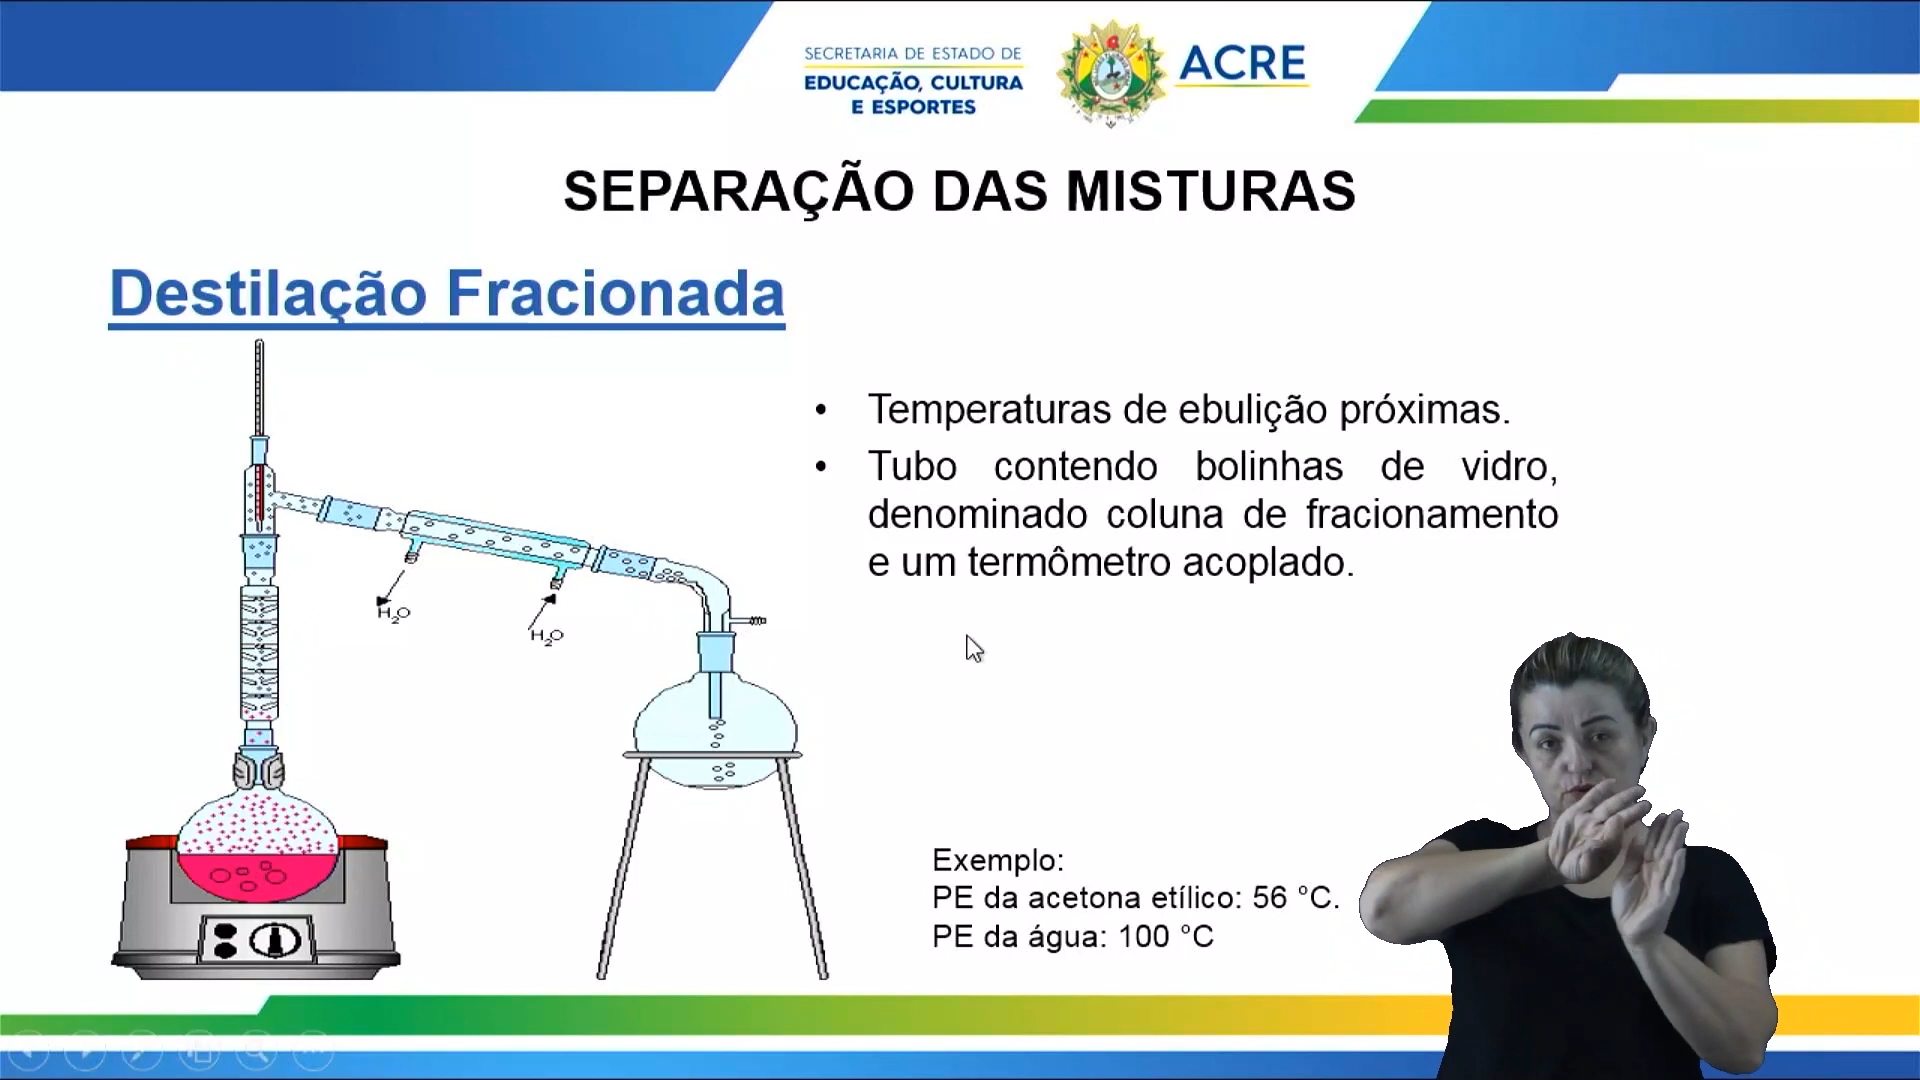 SECRETARIA DE ESTADO DE
EDUCAÇÃO, CULTURA
E ESPORTES
ACRE
SEPARAÇÃO DAS MISTURAS
Destilação Fracionada
• Temperaturas de ebulição próximas.
• Tubo contendo bolinhas de vidro,
denominado coluna de fracionamento
e um termômetro acoplado.
H₂O
H₂O
Exemplo:
PE da acetona etílico: 56 °C.
PE da água: 100 °C